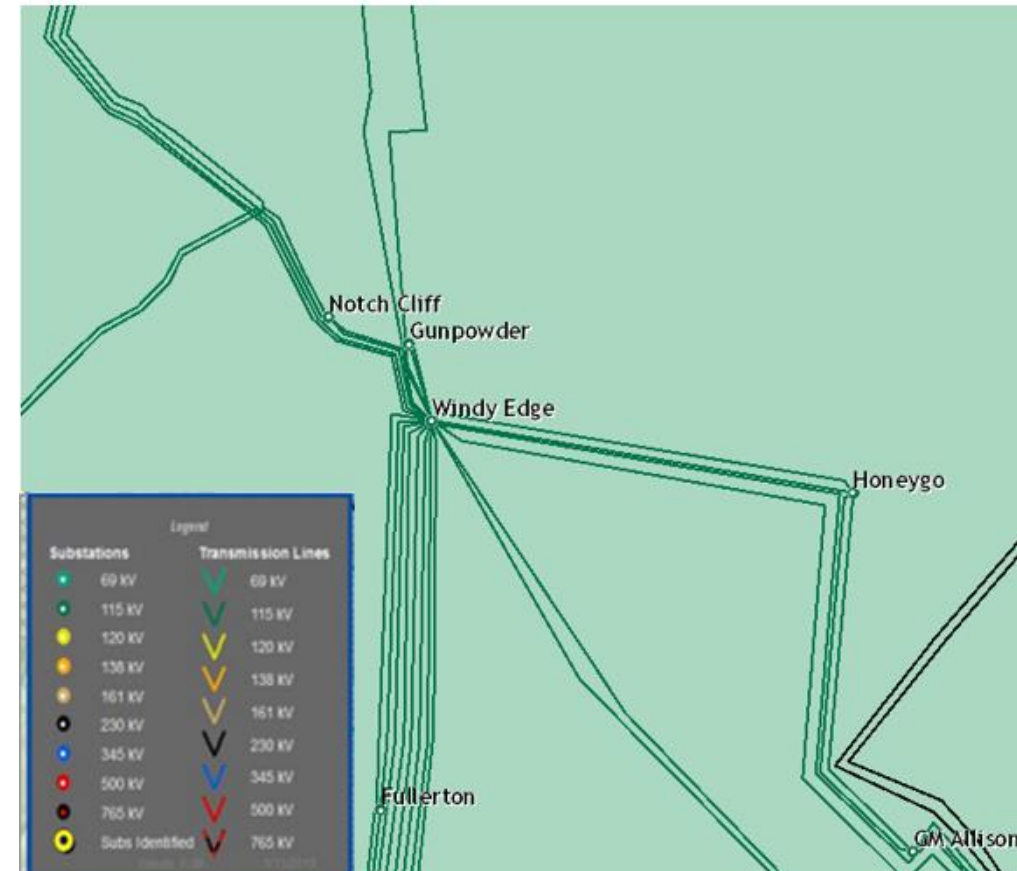 Notch Cliff
Gunpowder
Windy Edge
Honeygo
Fullerton
GM Allison
Legend
Substations Transmission Lines
69 kV 69 kV
115 kV 115 kV
120 kV 120 kV
138 kV 138 kV
161 kV 161 kV
230 kV 230 kV
345 kV 345 kV
500 kV 500 kV
765 kV 765 kV
Subs Identified